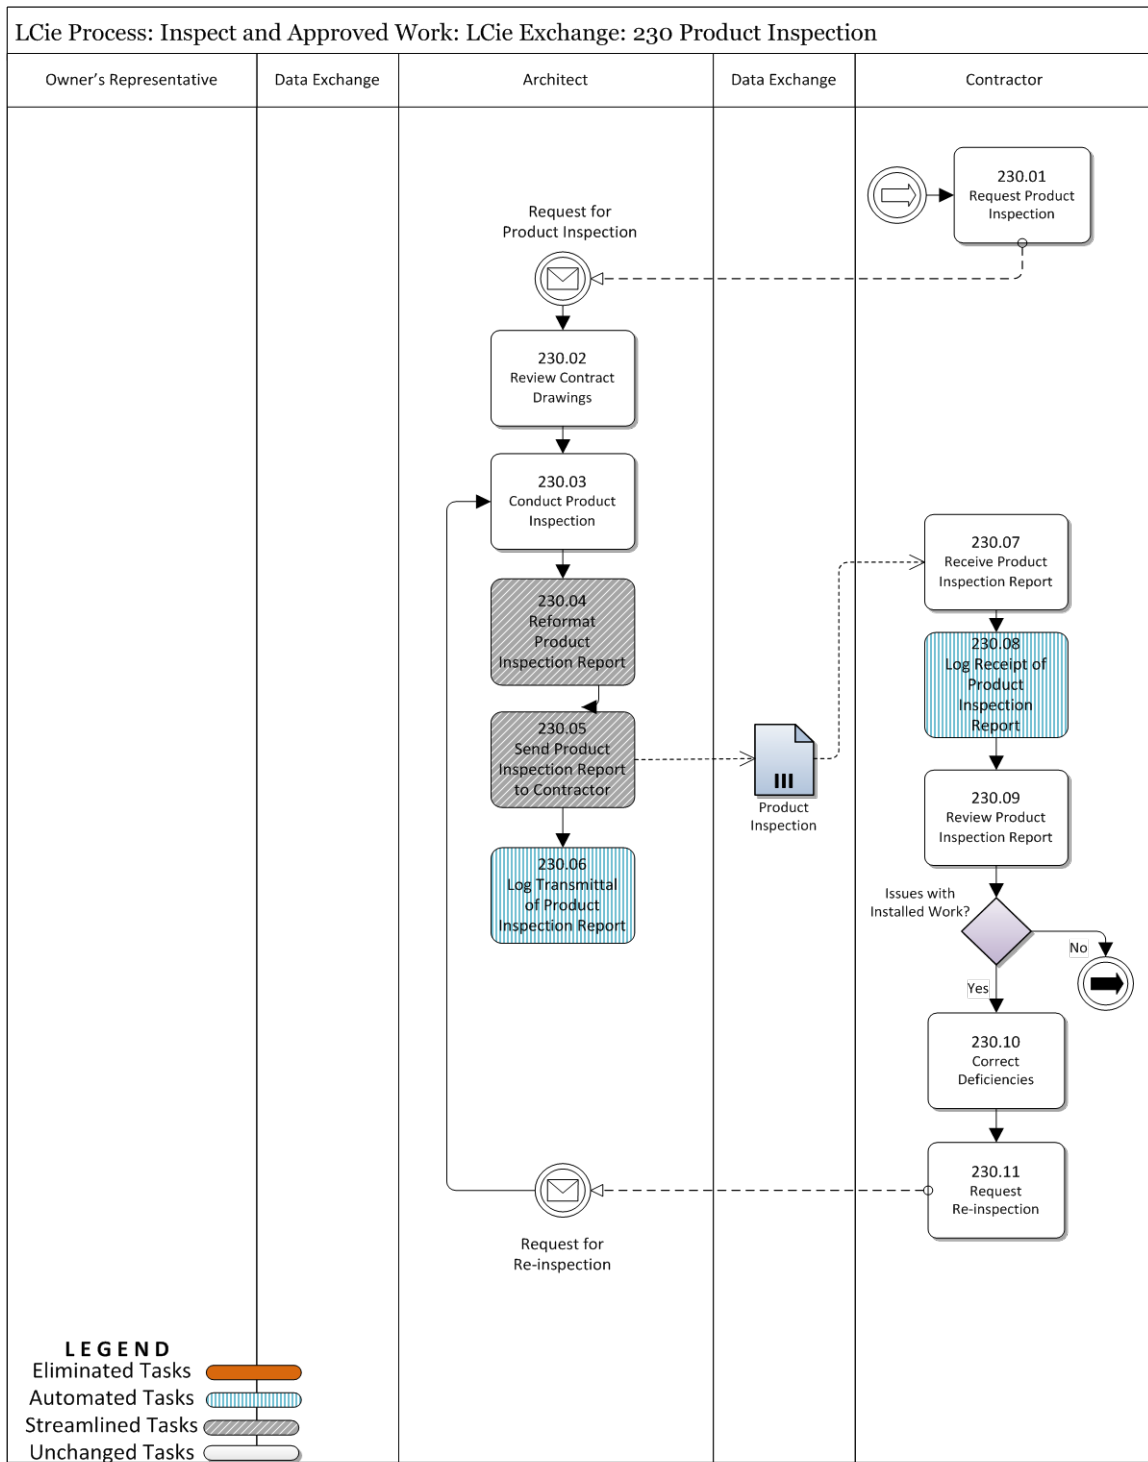 LCie Process: Inspect and Approved Work: LCie Exchange: 230 Product Inspection
Owner's Representative
Data Exchange
Architect
Data Exchange
Contractor
230.01
Request Product
Inspection
Request for
Product Inspection
230.02
Review Contract
Drawings
230.03
Conduct Product
Inspection
230.04
Reformat
Product
Inspection Report
230.05
Send Product
Inspection Report
to Contractor
230.06
Log Transmittal
of Product
Inspection Report
Product
Inspection
230.07
Receive Product
Inspection Report
230.08
Log Receipt of
Product
Inspection
Report
230.09
Review Product
Inspection Report
Issues with
Installed Work?
No
Yes
230.10
Correct
Deficiencies
230.11
Request
Re-inspection
Request for
Re-inspection
LEGEND
Eliminated Tasks
Automated Tasks
Streamlined Tasks
Unchanged Tasks